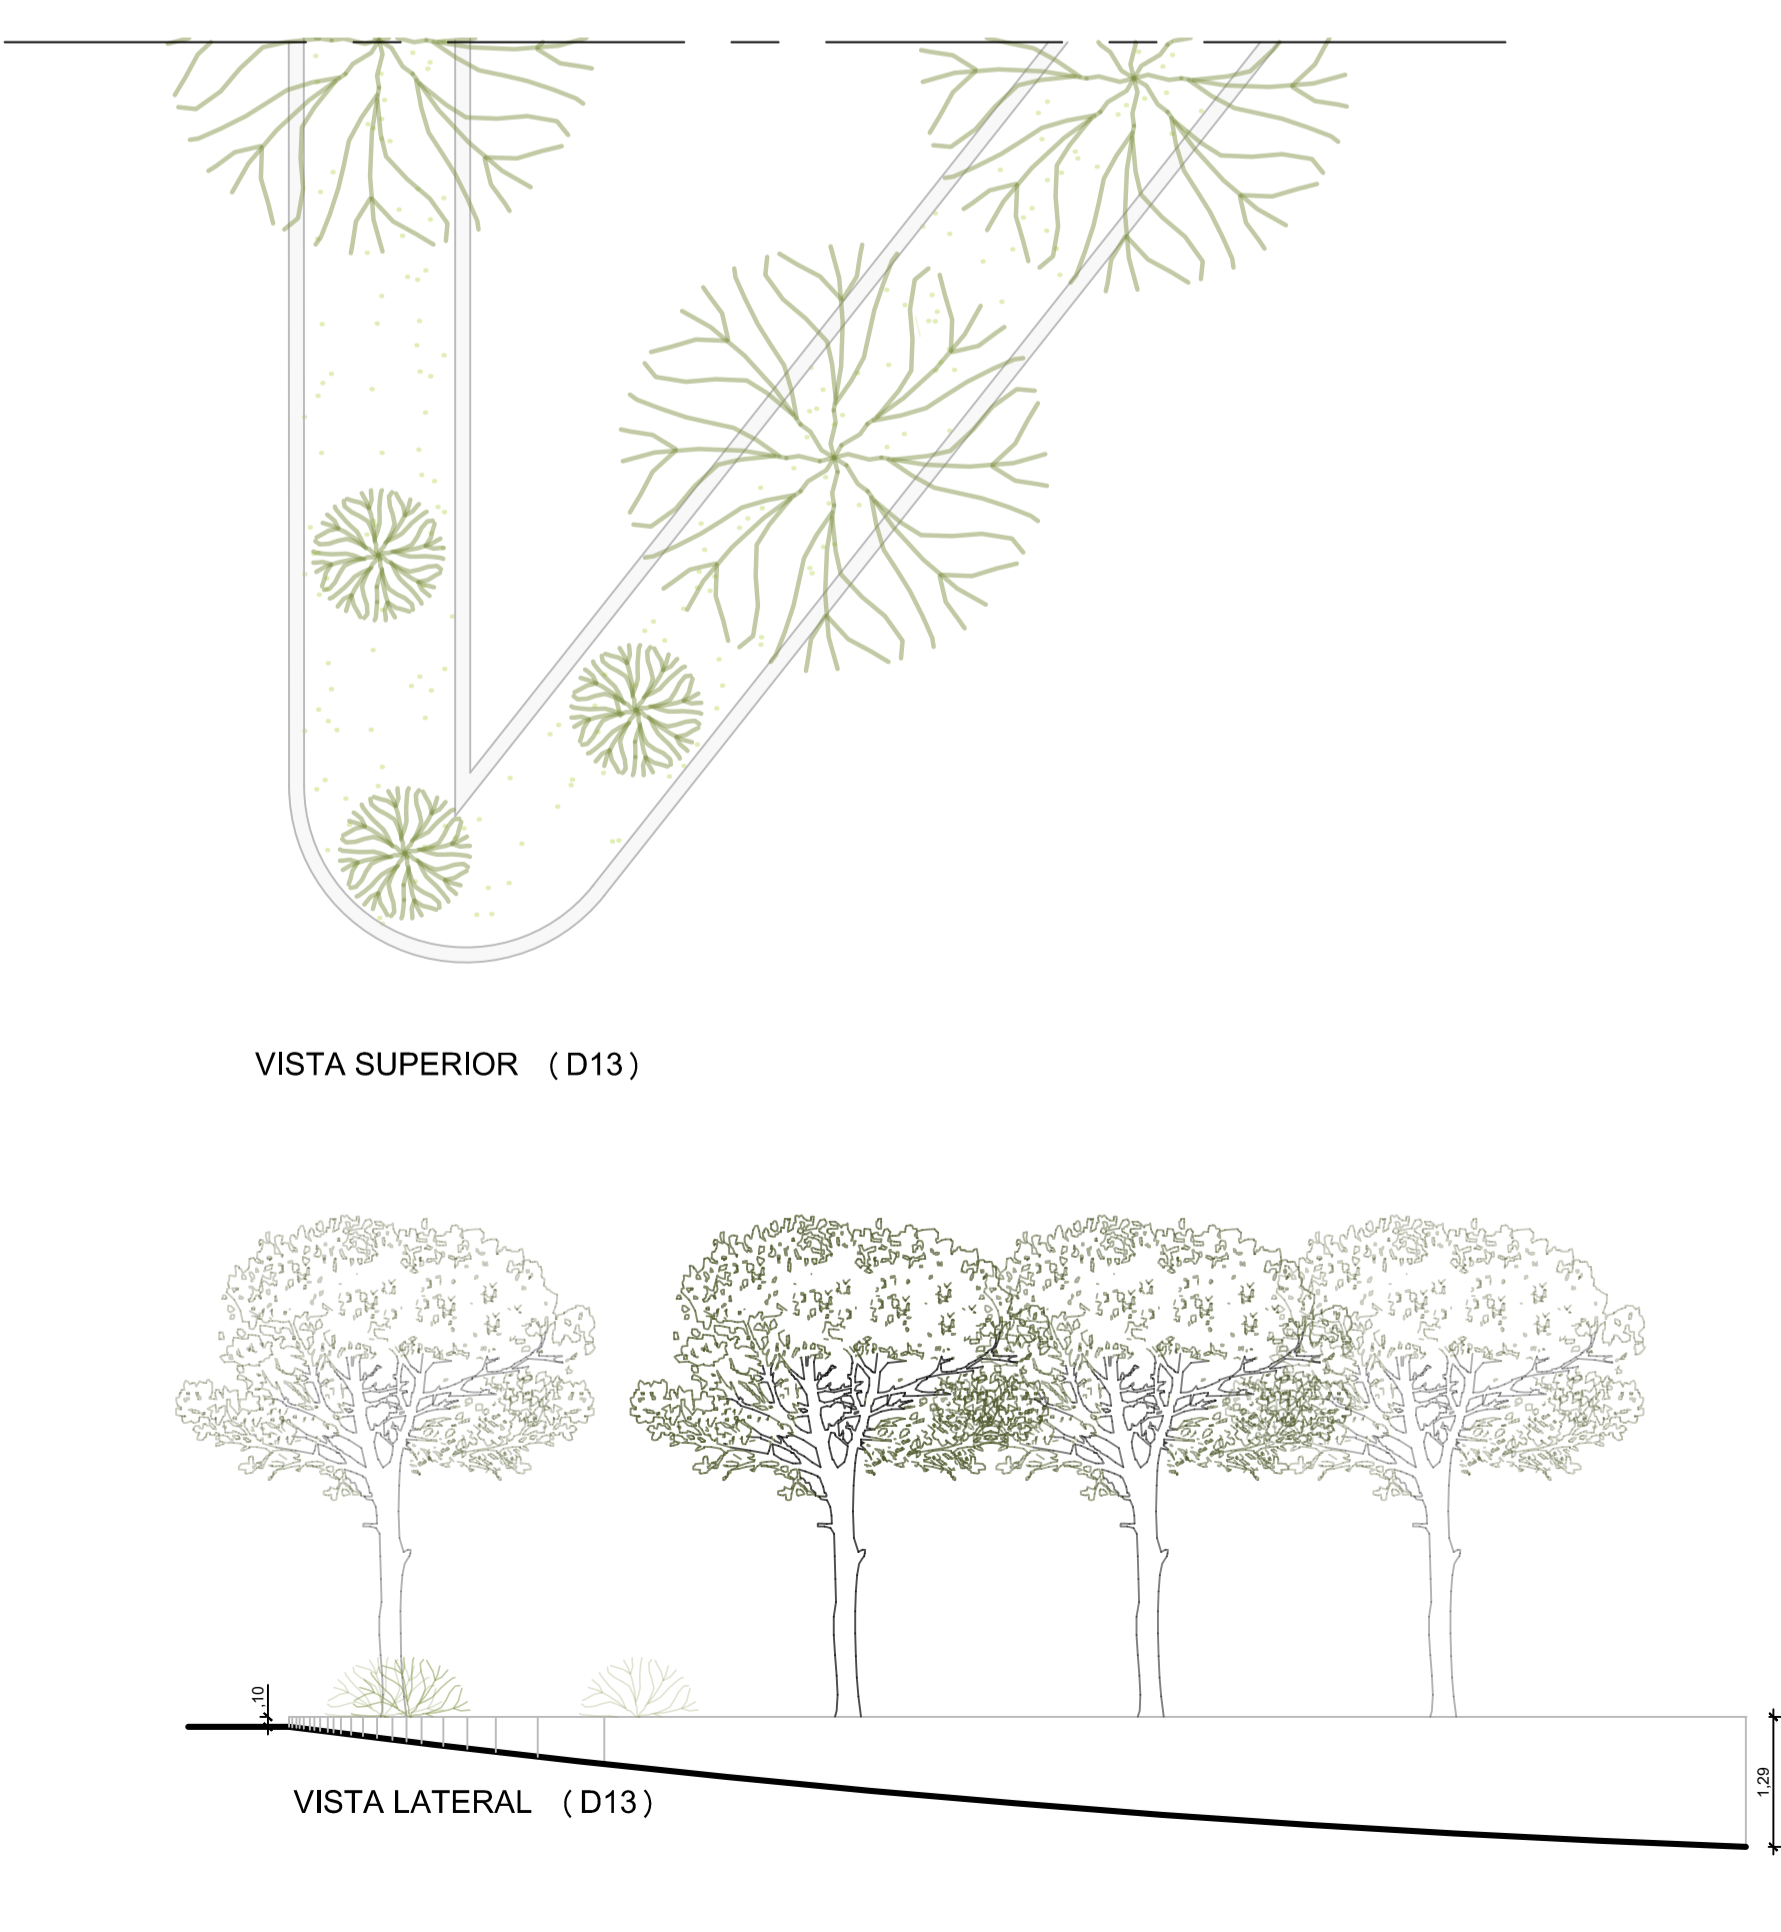 VISTA SUPERIOR ( D13 )
,10
VISTA LATERAL ( D13 )
1,29